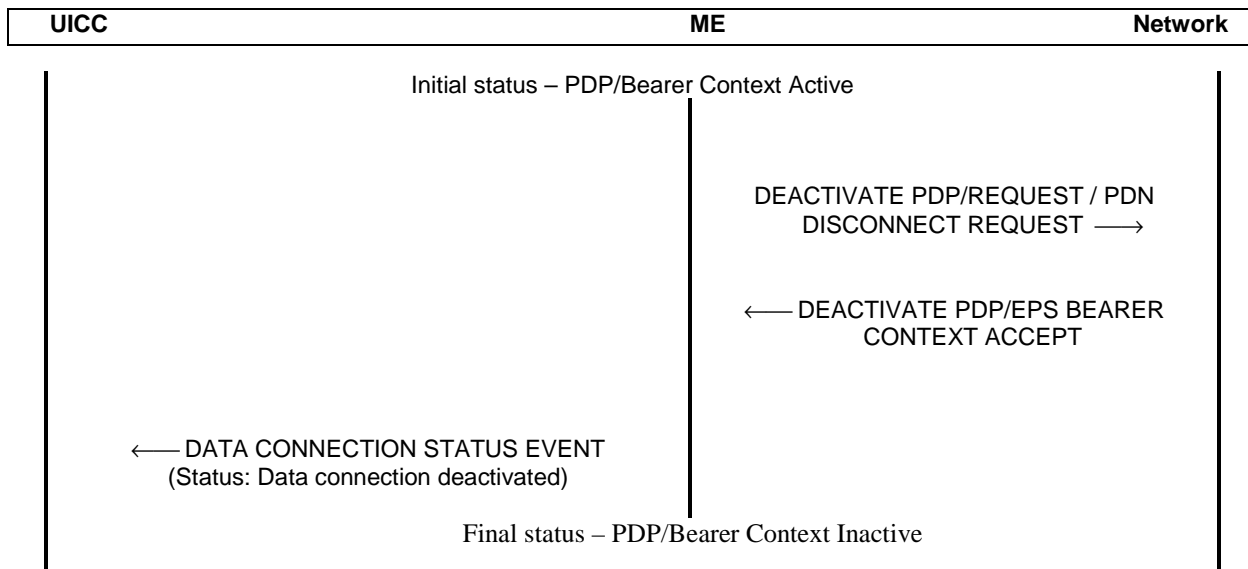 UICC ME Network
Initial status – PDP/Bearer Context Active
DEACTIVATE PDP/REQUEST / PDN
DISCONNECT REQUEST ⟶
⟵ DEACTIVATE PDP/EPS BEARER
CONTEXT ACCEPT
⟵ DATA CONNECTION STATUS EVENT
(Status: Data connection deactivated)
Final status – PDP/Bearer Context Inactive